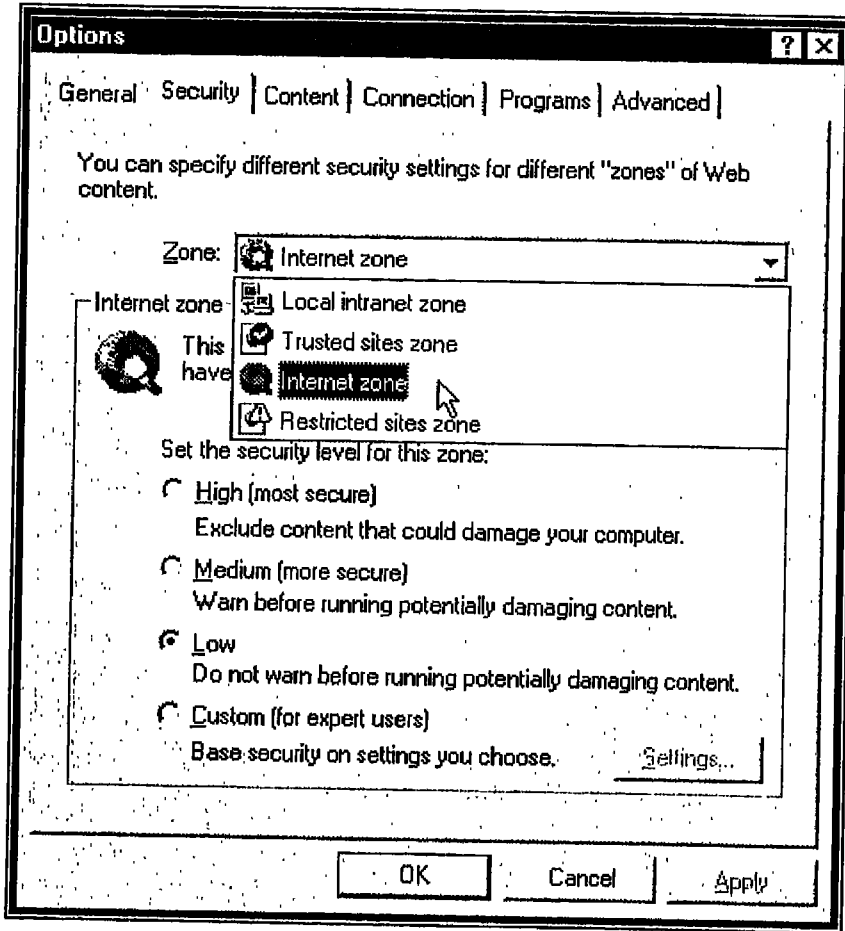 Options
General Security Content Connection Programs Advanced
You can specify different security settings for different "zones" of Web
content.
Zone: Internet zone
Local intranet zone
Internet zone
Trusted sites zone
This
have
Internet zone
Restricted sites zone
Set the security level for this zone:
High (most secure)
Exclude content that could damage your computer.
Medium (more secure)
Warn before running potentially damaging content.
Low
Do not warn before running potentially damaging content.
Custom (for expert users)
Base security on settings you choose.
Settings...
OK Cancel Apply